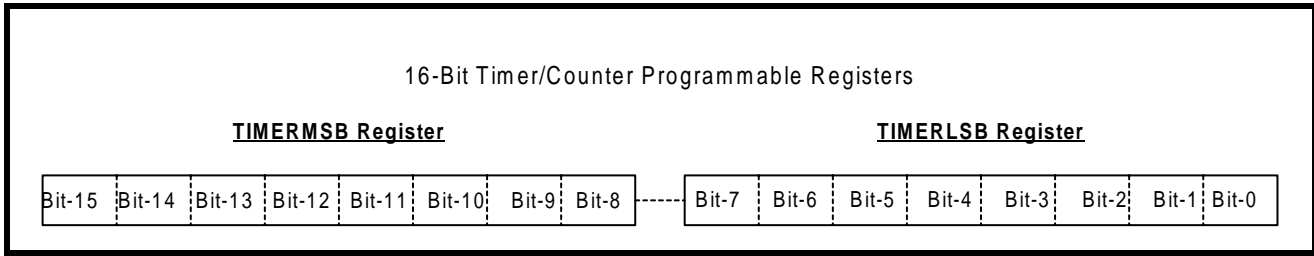 16-Bit Timer/Counter Programmable Registers
TIMERMSB Register TIMERLSB Register
Bit-15 Bit-14 Bit-13 Bit-12 Bit-11 Bit-10 Bit-9 Bit-8 Bit-7 Bit-6 Bit-5 Bit-4 Bit-3 Bit-2 Bit-1 Bit-0